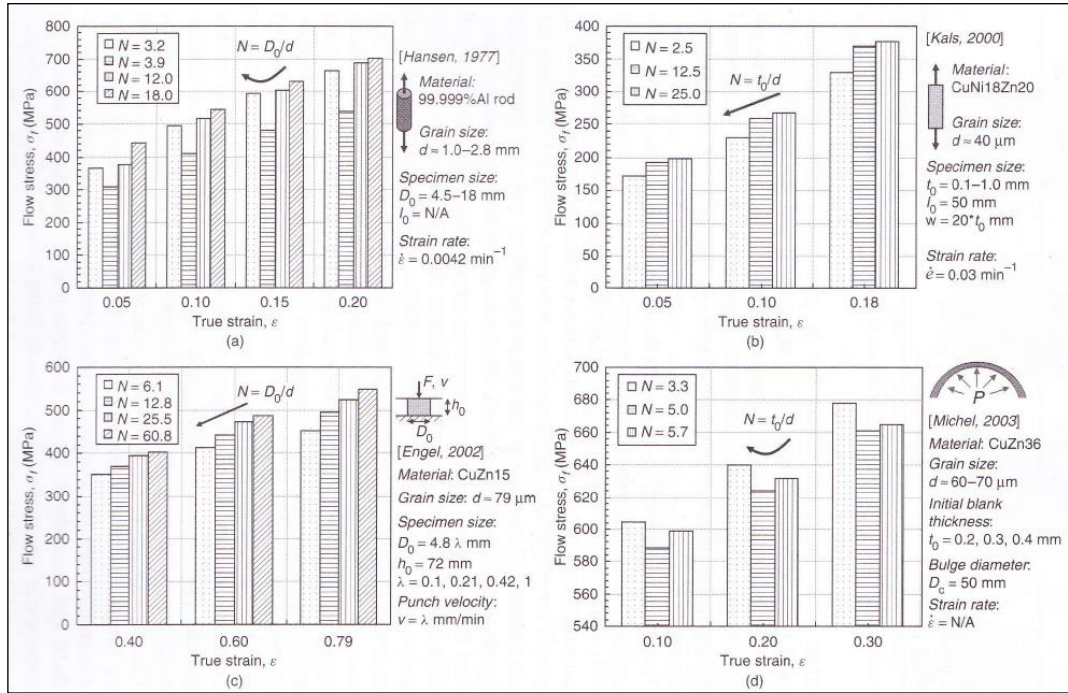 800
700
600
500
400
300
200
100
0
Flow stress, σf (MPa)
N = 3.2
N = 3.9
N = 12.0
N = 18.0
N = D0/d
0.05 0.10 0.15 0.20
True strain, ε
(a)
[Hansen, 1977]
Material:
99.999%Al rod
Grain size:
d ≈ 1.0–2.8 mm
Specimen size:
D0 = 4.5–18 mm
l0 = N/A
Strain rate:
ε̇ = 0.0042 min−1
400
350
300
250
200
150
100
50
0
Flow stress, σf (MPa)
N = 2.5
N = 12.5
N = 25.0
N = t0/d
0.05 0.10 0.18
True strain, ε
(b)
[Kals, 2000]
Material:
CuNi18Zn20
Grain size:
d ≈ 40 μm
Specimen size:
t0 = 0.1–1.0 mm
l0 = 50 mm
w = 20*t0 mm
Strain rate:
ė = 0.03 min−1
600
500
400
300
200
100
0
Flow stress, σf (MPa)
N = 6.1
N = 12.8
N = 25.5
N = 60.8
N = D0/d
0.40 0.60 0.79
True strain, ε
(c)
F, v
h0
D0
[Engel, 2002]
Material: CuZn15
Grain size: d ≈ 79 μm
Specimen size:
D0 = 4.8 λ mm
h0 = 72 mm
λ = 0.1, 0.21, 0.42, 1
Punch velocity:
v = λ mm/min
700
680
660
640
620
600
580
560
540
Flow stress, σf (MPa)
N = 3.3
N = 5.0
N = 5.7
N = t0/d
0.10 0.20 0.30
True strain, ε
(d)
P
[Michel, 2003]
Material: CuZn36
Grain size:
d ≈ 60–70 μm
Initial blank
thickness:
t0 = 0.2, 0.3, 0.4 mm
Bulge diameter:
Dc = 50 mm
Strain rate:
ε̇ = N/A